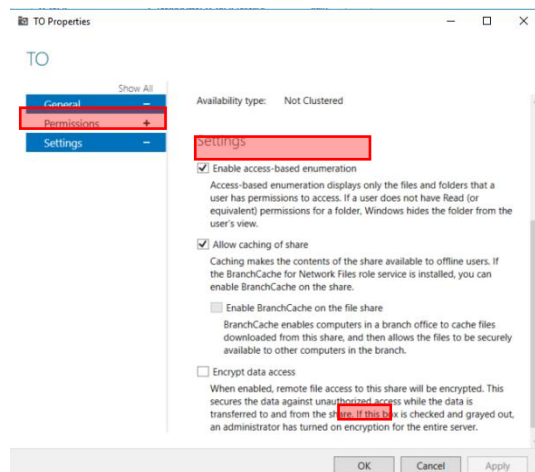 TO Properties
TO
Show All
General
Permissions
Settings
Availability type: Not Clustered
Settings
Enable access-based enumeration
Access-based enumeration displays only the files and folders that a
user has permissions to access. If a user does not have Read (or
equivalent) permissions for a folder, Windows hides the folder from the
user's view.
Allow caching of share
Caching makes the contents of the share available to offline users. If
the BranchCache for Network Files role service is installed, you can
enable BranchCache on the share.
Enable BranchCache on the file share
BranchCache enables computers in a branch office to cache files
downloaded from this share, and then allows the files to be securely
available to other computers in the branch.
Encrypt data access
When enabled, remote file access to this share will be encrypted. This
secures the data against unauthorized access while the data is
transferred to and from the share. If this box is checked and grayed out,
an administrator has turned on encryption for the entire server.
OK Cancel Apply